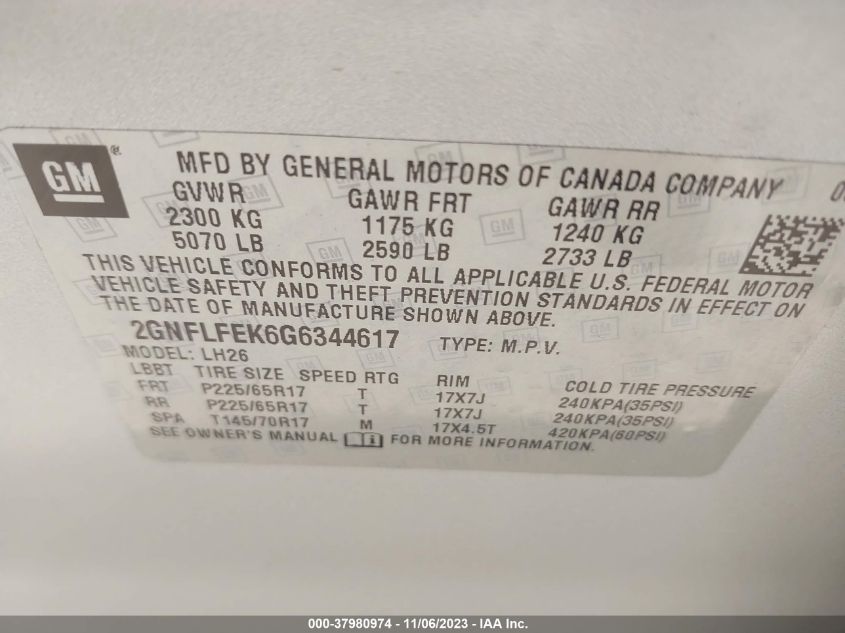 GM® MFD BY GENERAL MOTORS OF CANADA COMPANY
GVWR GAWR FRT GAWR RR
2300 KG 1175 KG 1240 KG
5070 LB 2590 LB 2733 LB
THIS VEHICLE CONFORMS TO ALL APPLICABLE U.S. FEDERAL MOTOR
VEHICLE SAFETY AND THEFT PREVENTION STANDARDS IN EFFECT ON
THE DATE OF MANUFACTURE SHOWN ABOVE.
2GNFLFEK6G6344617 TYPE: M.P.V.
MODEL: LH26
LBBT TIRE SIZE SPEED RTG RIM COLD TIRE PRESSURE
FRT P225/65R17 T 17X7J 240KPA(35PSI)
RR P225/65R17 T 17X7J 240KPA(35PSI)
SPA T145/70R17 M 17X4.5T 420KPA(60PSI)
SEE OWNER'S MANUAL FOR MORE INFORMATION.
000-37980974 - 11/06/2023 - IAA Inc.